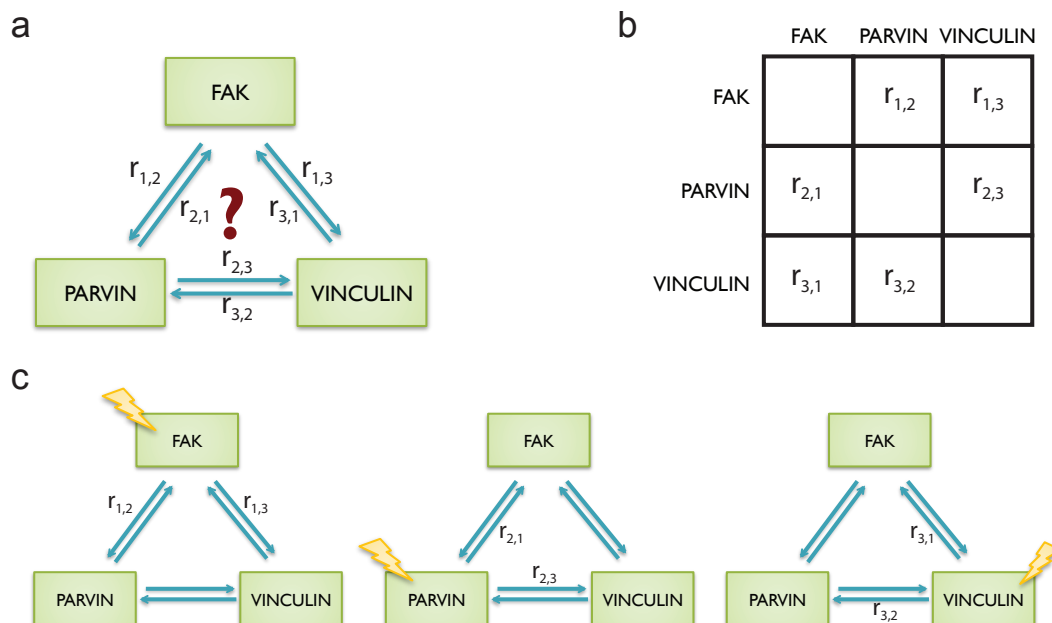 a
FAK
r1,2
r1,3
r2,1
?
r3,1
r2,3
PARVIN
VINCULIN
r3,2
b
FAK PARVIN VINCULIN
FAK r1,2 r1,3
PARVIN r2,1 r2,3
VINCULIN r3,1 r3,2
c
FAK
r1,2
r1,3
PARVIN
VINCULIN
FAK
r2,1
r2,3
PARVIN
VINCULIN
FAK
r3,1
PARVIN
VINCULIN
r3,2